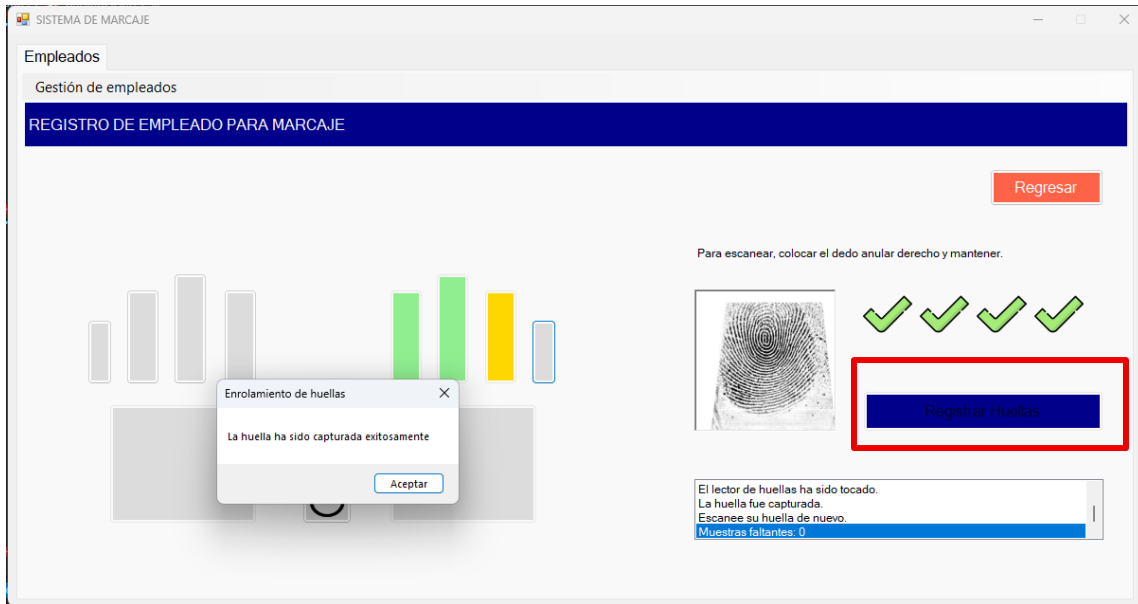 SISTEMA DE MARCAJE
Empleados
Gestión de empleados
REGISTRO DE EMPLEADO PARA MARCAJE
Regresar
Para escanear, colocar el dedo anular derecho y mantener.
Enrolamiento de huellas
La huella ha sido capturada exitosamente
Aceptar
Registrar Huellas
El lector de huellas ha sido tocado.
La huella fue capturada.
Escanee su huella de nuevo.
Muestras faltantes: 0